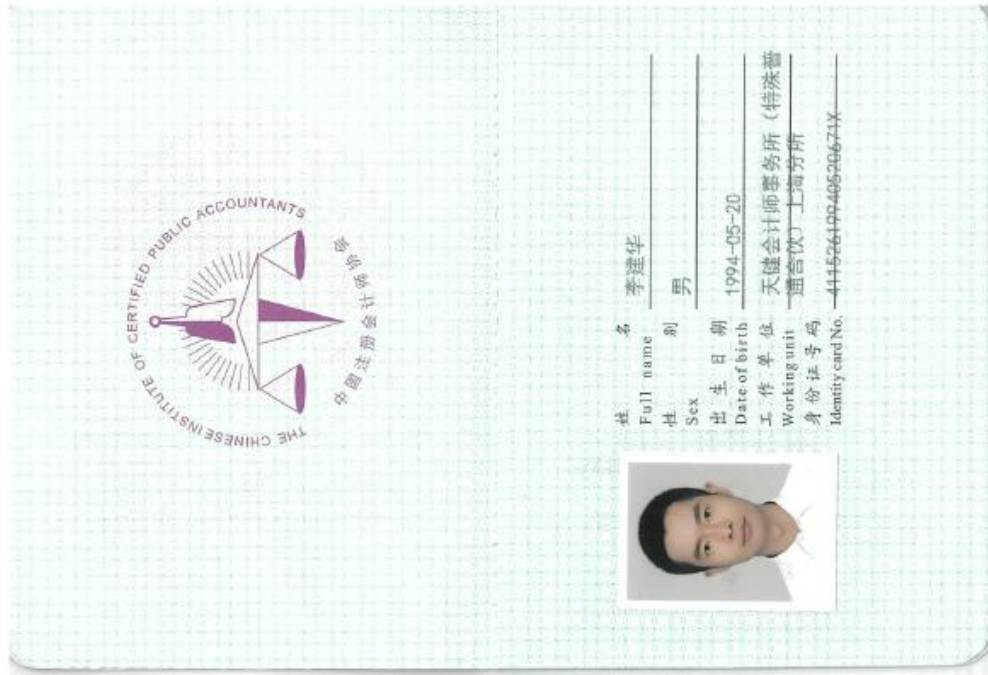 THE CHINESE INSTITUTE OF CERTIFIED PUBLIC ACCOUNTANTS
中国注册会计师协会
姓 名 李建华
Full name
性 别 男
Sex
出 生 日 期 1994-05-20
Date of birth
工 作 单 位 天健会计师事务所（特殊普
Working unit 通合伙）上海分所
身 份 证 号 码
Identity card No. 41152619940520671X